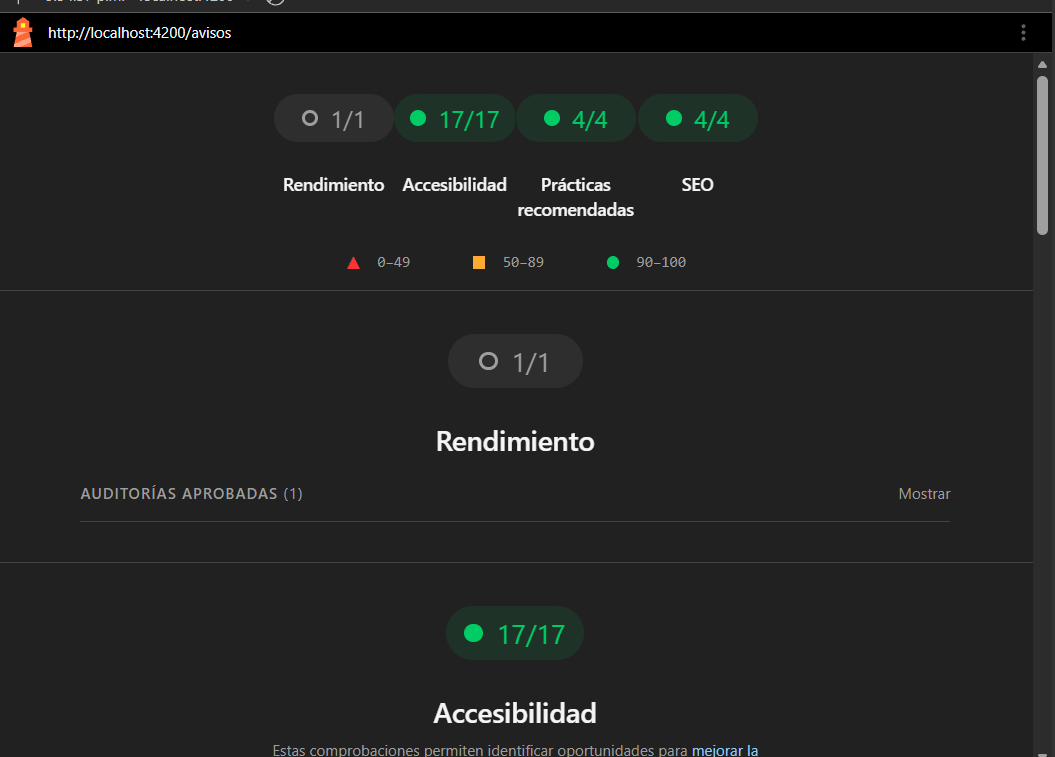 http://localhost:4200/avisos
1/1
17/17
4/4
4/4
Rendimiento
Accesibilidad
Prácticas
recomendadas
SEO
0–49
50–89
90–100
1/1
Rendimiento
AUDITORÍAS APROBADAS (1)
Mostrar
17/17
Accesibilidad
Estas comprobaciones permiten identificar oportunidades para mejorar la